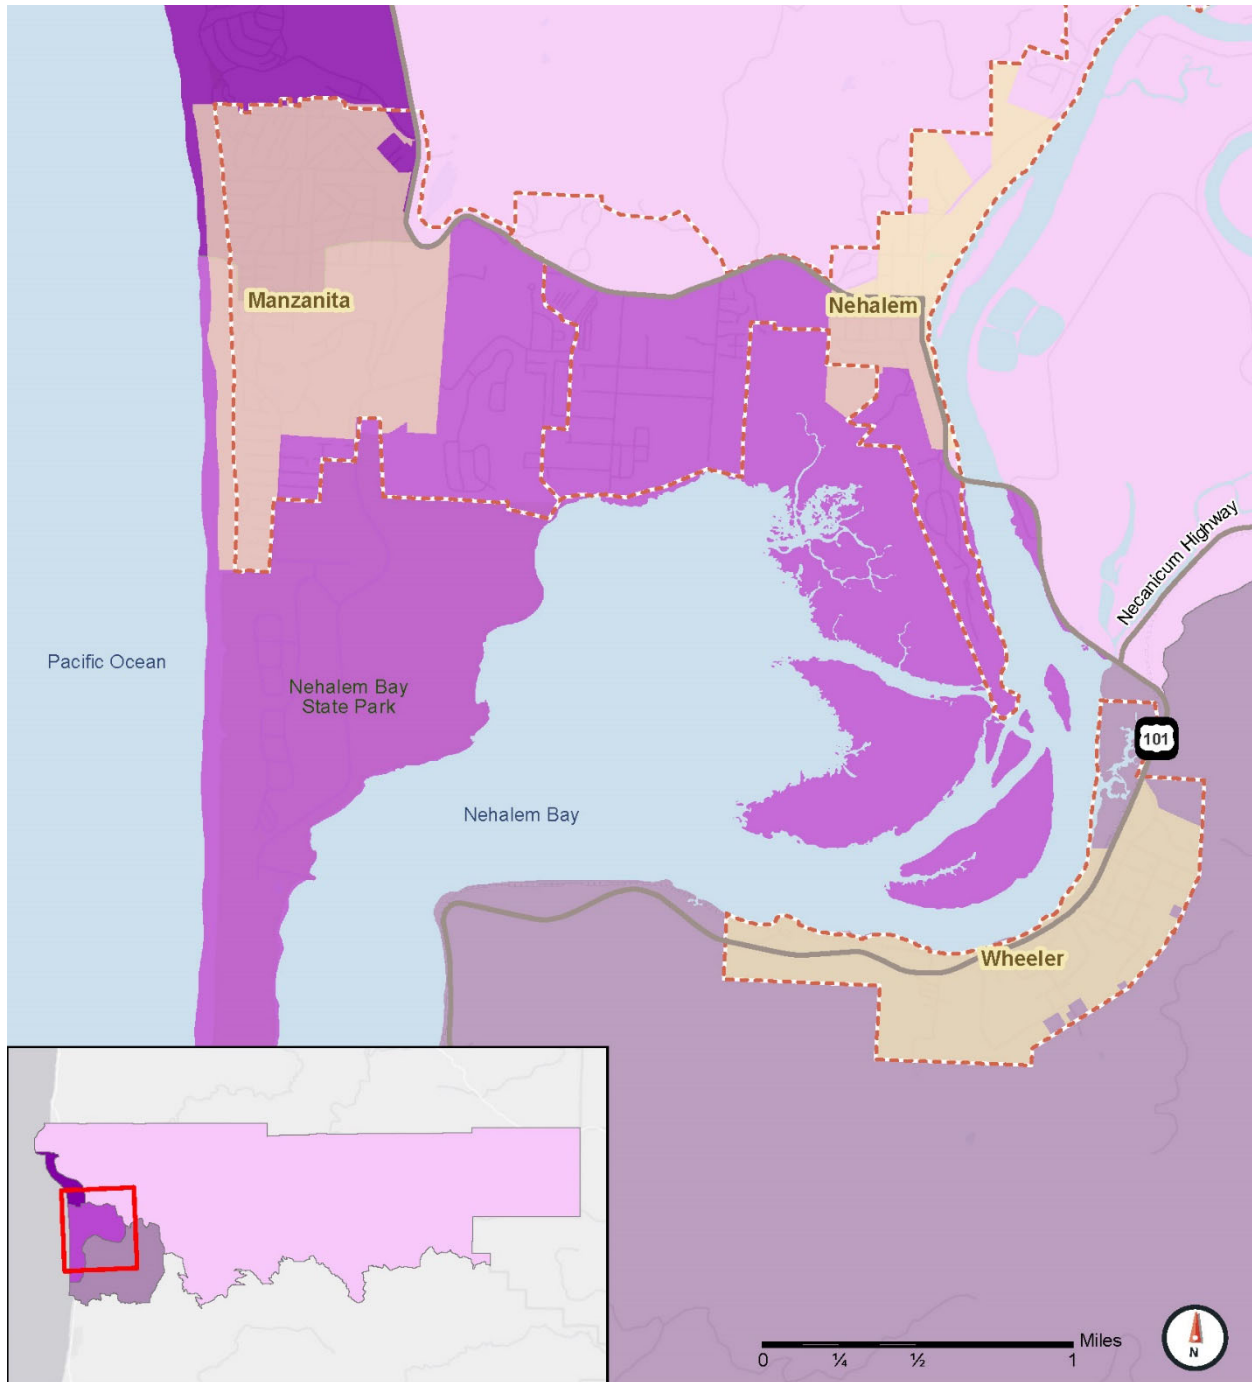 Manzanita
Nehalem
Necanicum Highway
Pacific Ocean
Nehalem Bay
State Park
101
Nehalem Bay
Wheeler
Miles
0 ¼ ½ 1
N